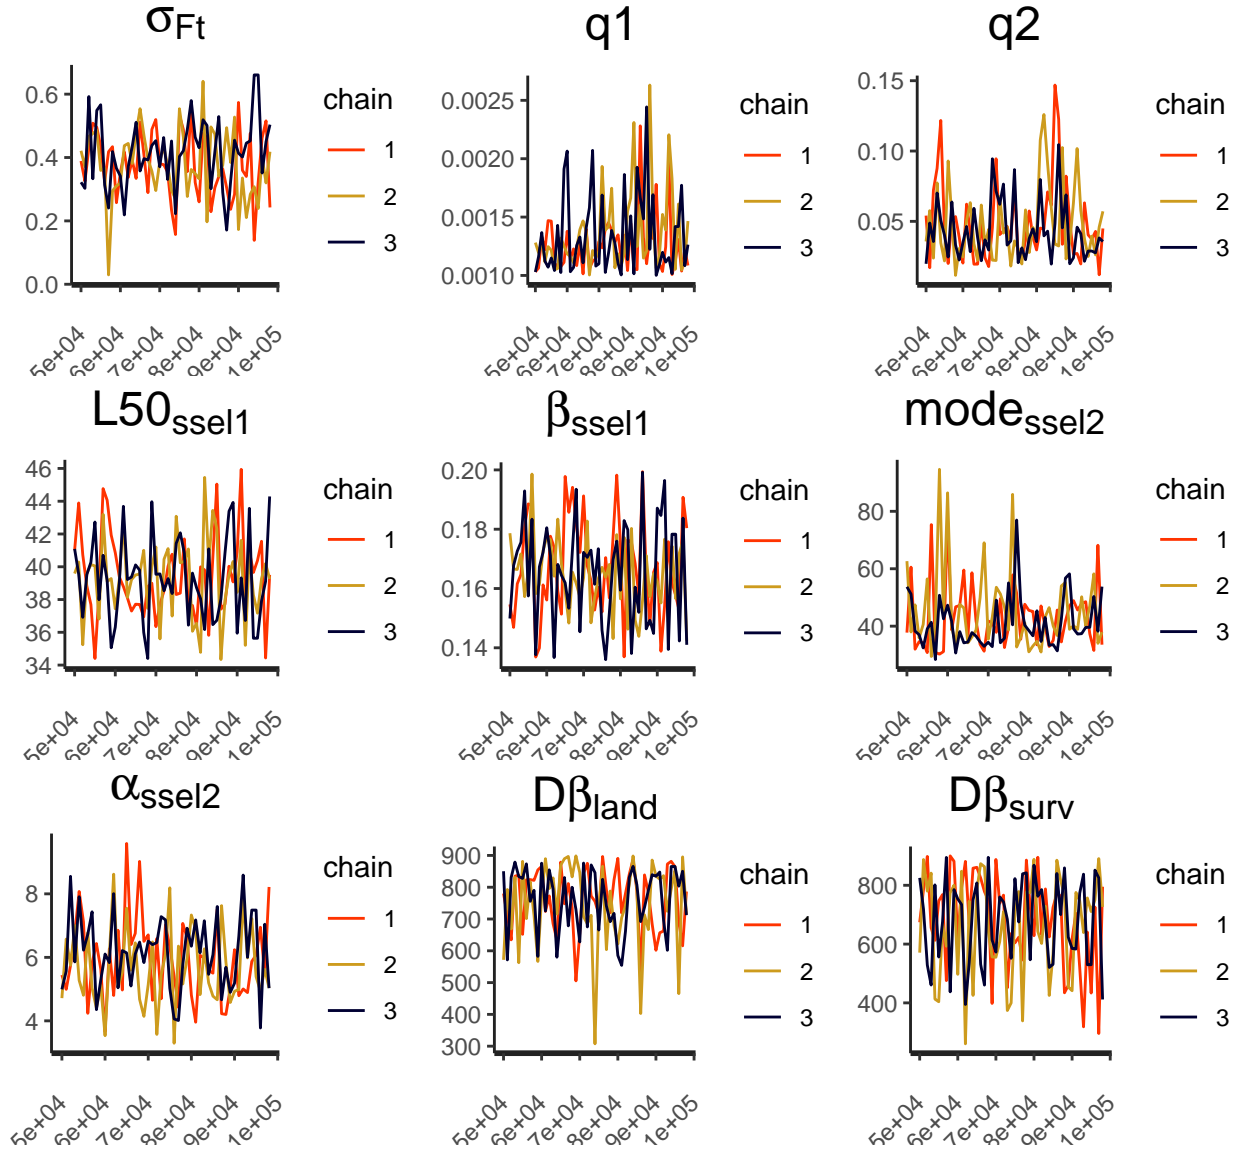 σFt
0.6
0.4
0.2
0.0
5e+04
6e+04
7e+04
8e+04
9e+04
1e+05
chain
1
2
3
q1
0.0025
0.0020
0.0015
0.0010
5e+04
6e+04
7e+04
8e+04
9e+04
1e+05
chain
1
2
3
q2
0.15
0.10
0.05
5e+04
6e+04
7e+04
8e+04
9e+04
1e+05
chain
1
2
3
L50ssel1
46
44
42
40
38
36
34
5e+04
6e+04
7e+04
8e+04
9e+04
1e+05
chain
1
2
3
βssel1
0.20
0.18
0.16
0.14
5e+04
6e+04
7e+04
8e+04
9e+04
1e+05
chain
1
2
3
modessel2
80
60
40
5e+04
6e+04
7e+04
8e+04
9e+04
1e+05
chain
1
2
3
αssel2
8
6
4
5e+04
6e+04
7e+04
8e+04
9e+04
1e+05
chain
1
2
3
Dβland
900
800
700
600
500
400
300
5e+04
6e+04
7e+04
8e+04
9e+04
1e+05
chain
1
2
3
Dβsurv
800
600
400
5e+04
6e+04
7e+04
8e+04
9e+04
1e+05
chain
1
2
3